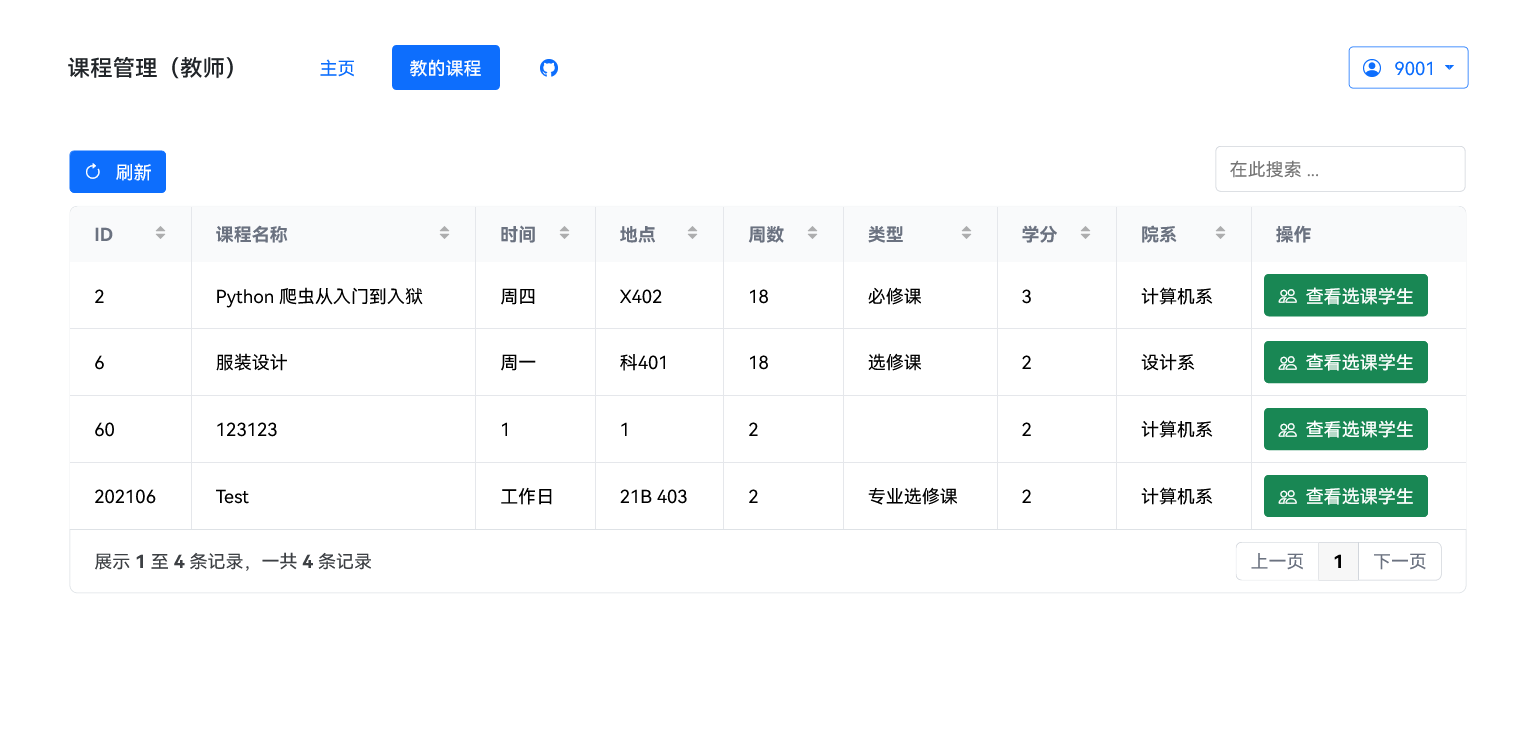 课程管理（教师） 主页 教的课程 9001
刷新 在此搜索 ...
ID 课程名称 时间 地点 周数 类型 学分 院系 操作
2 Python 爬虫从入门到入狱 周四 X402 18 必修课 3 计算机系 查看选课学生
6 服装设计 周一 科401 18 选修课 2 设计系 查看选课学生
60 123123 1 1 2 2 计算机系 查看选课学生
202106 Test 工作日 21B 403 2 专业选修课 2 计算机系 查看选课学生
展示 1 至 4 条记录，一共 4 条记录 上一页 1 下一页